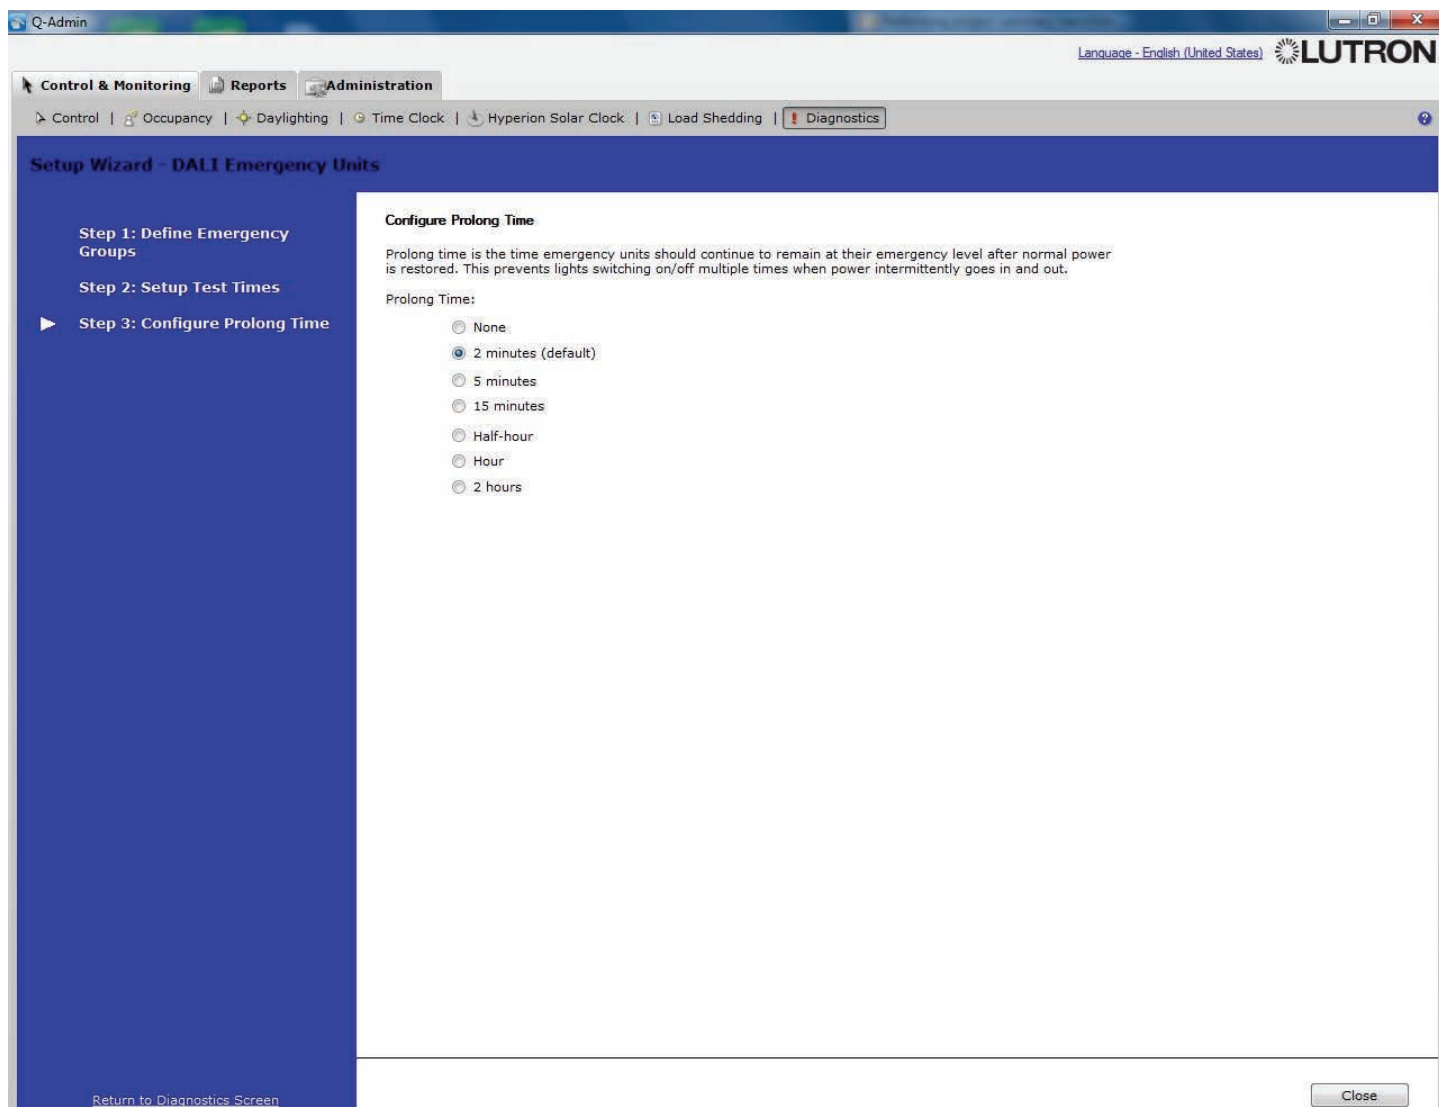 Q-Admin
Language - English (United States)
LUTRON
Control & Monitoring
Reports
Administration
Control | Occupancy | Daylighting | Time Clock | Hyperion Solar Clock | Load Shedding | Diagnostics
Setup Wizard - DALI Emergency Units
Step 1: Define Emergency
Groups
Step 2: Setup Test Times
Step 3: Configure Prolong Time
Configure Prolong Time
Prolong time is the time emergency units should continue to remain at their emergency level after normal power
is restored. This prevents lights switching on/off multiple times when power intermittently goes in and out.
Prolong Time:
None
2 minutes (default)
5 minutes
15 minutes
Half-hour
Hour
2 hours
Return to Diagnostics Screen
Close